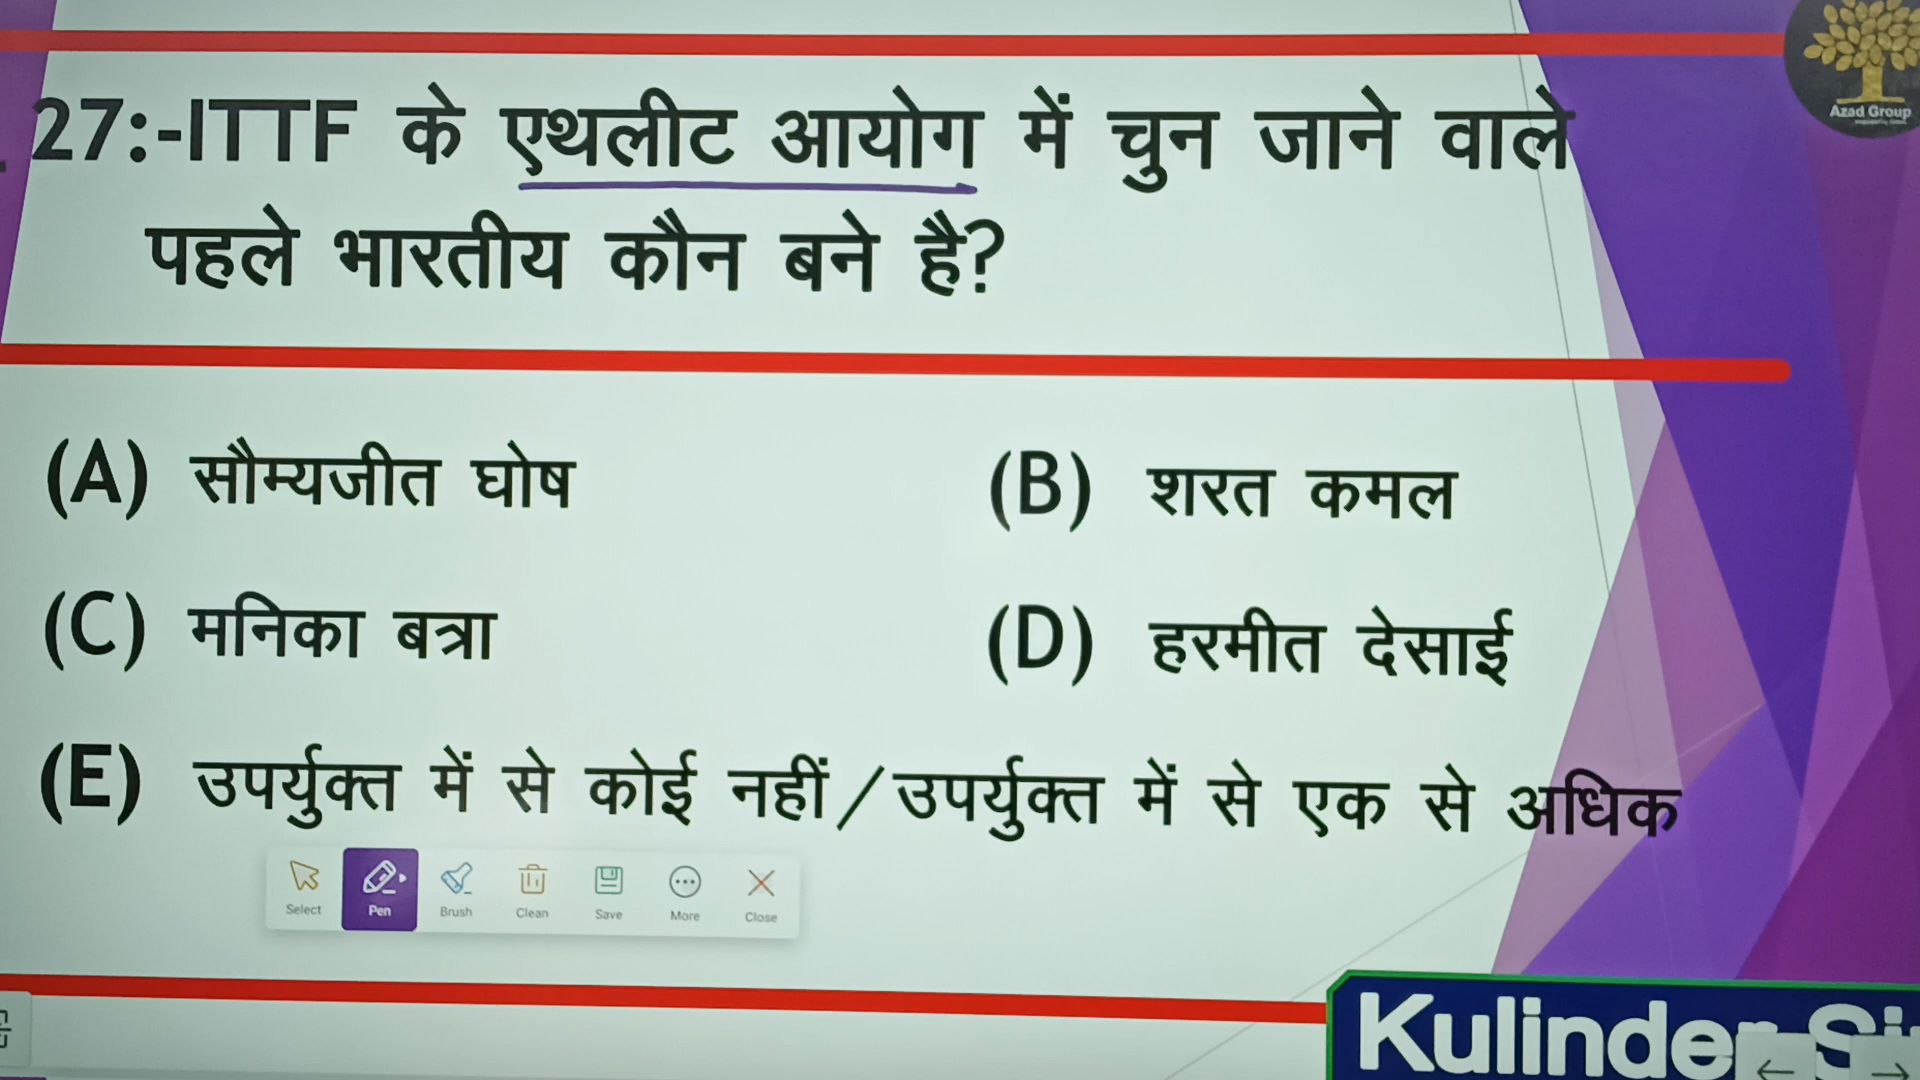 Azad Group
27:-ITTF के एथलीट आयोग में चुन जाने वाले
पहले भारतीय कौन बने है?
(A) सौम्यजीत घोष
(B) शरत कमल
(C) मनिका बत्रा
(D) हरमीत देसाई
(E) उपर्युक्त में से कोई नहीं/उपर्युक्त में से एक से अधिक
Select Pen Brush Clean Save More Close
Kulinder